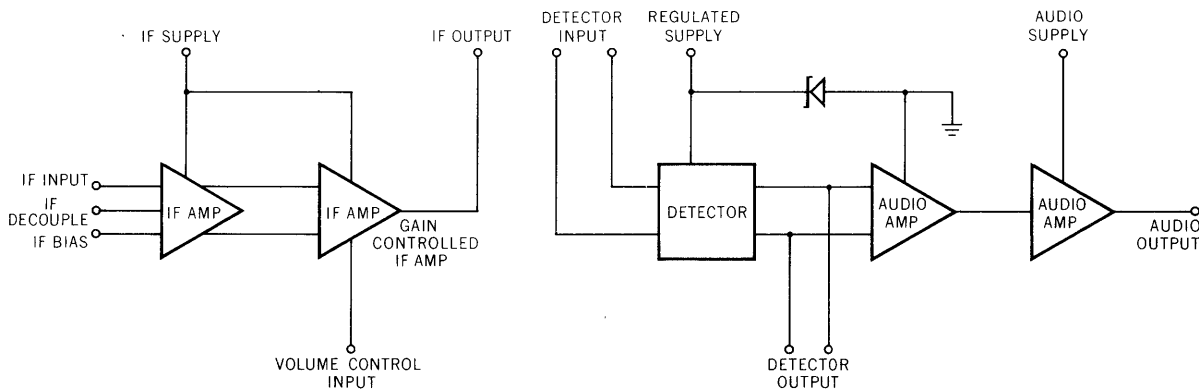 IF SUPPLY
IF OUTPUT
DETECTOR
INPUT
REGULATED
SUPPLY
AUDIO
SUPPLY
IF INPUT
IF
DECOUPLE
IF BIAS
IF AMP
IF AMP
GAIN
CONTROLLED
IF AMP
DETECTOR
AUDIO
AMP
AUDIO
AMP
AUDIO
OUTPUT
VOLUME CONTROL
INPUT
DETECTOR
OUTPUT